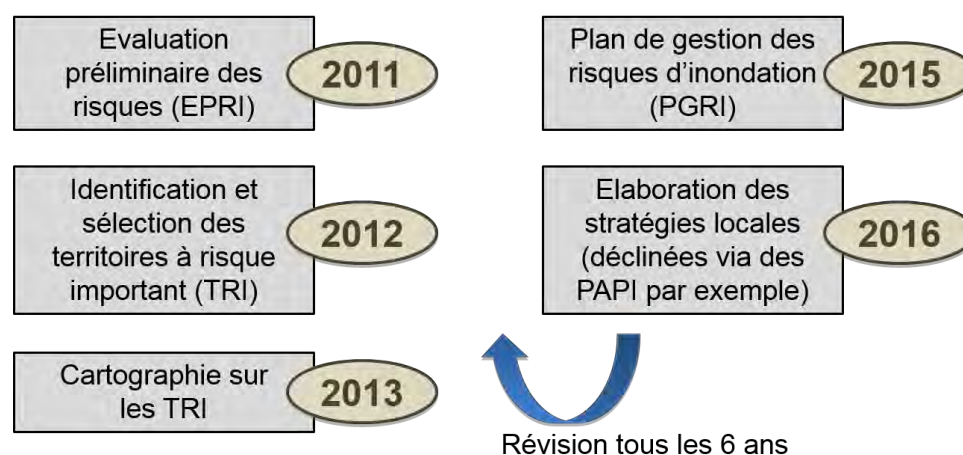 Evaluation
préliminaire des
risques (EPRI)
2011
Identification et
sélection des
territoires à risque
important (TRI)
2012
Cartographie sur
les TRI
2013
Plan de gestion des
risques d'inondation
(PGRI)
2015
Elaboration des
stratégies locales
(déclinées via des
PAPI par exemple)
2016
Révision tous les 6 ans